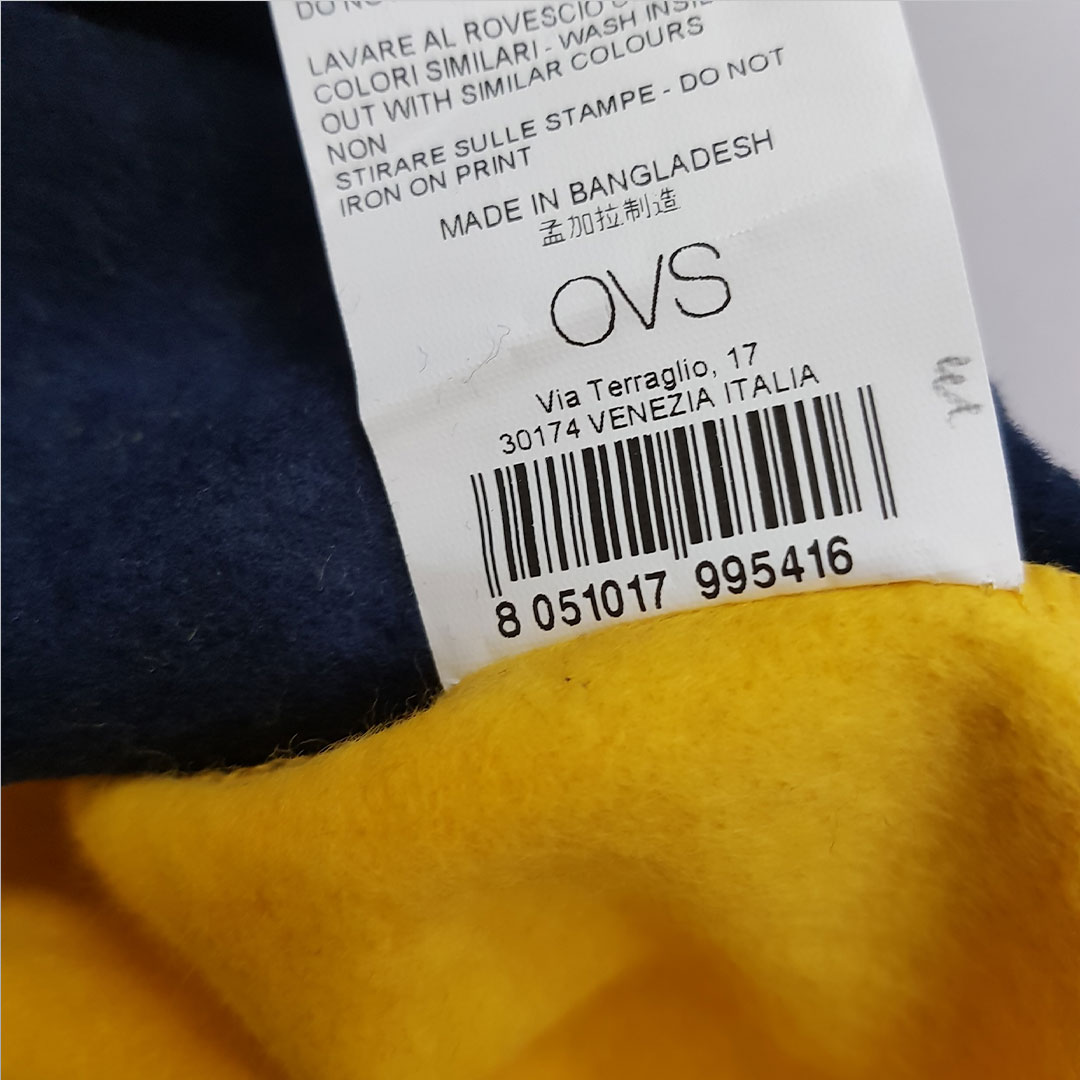 LAVARE AL ROVESCIO
COLORI SIMILARI - WASH
OUT WITH SIMILAR COLOURS
NON
STIRARE SULLE STAMPE - DO NOT
IRON ON PRINT
MADE IN BANGLADESH
孟加拉制造
OVS
Via Terraglio, 17
30174 VENEZIA ITALIA
8 051017 995416